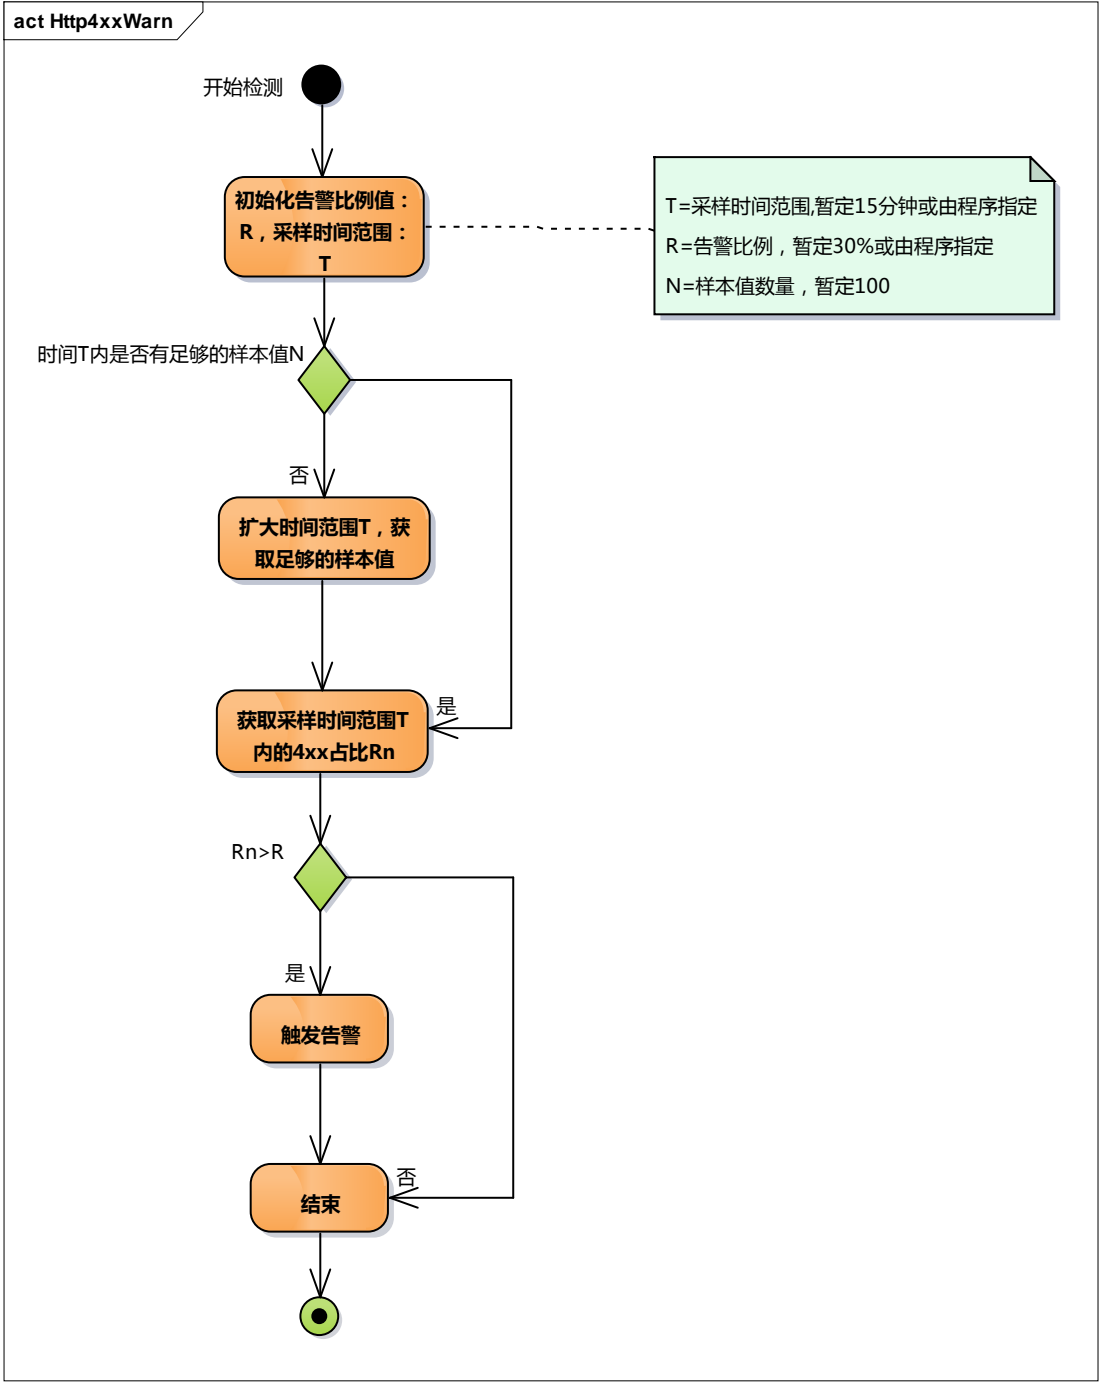 act Http4xxWarn
开始检测
初始化告警比例值：
R，采样时间范围：
T
T=采样时间范围,暂定15分钟或由程序指定
R=告警比例，暂定30%或由程序指定
N=样本值数量，暂定100
时间T内是否有足够的样本值N
否
扩大时间范围T，获
取足够的样本值
是
获取采样时间范围T
内的4xx占比Rn
Rn>R
是
触发告警
否
结束